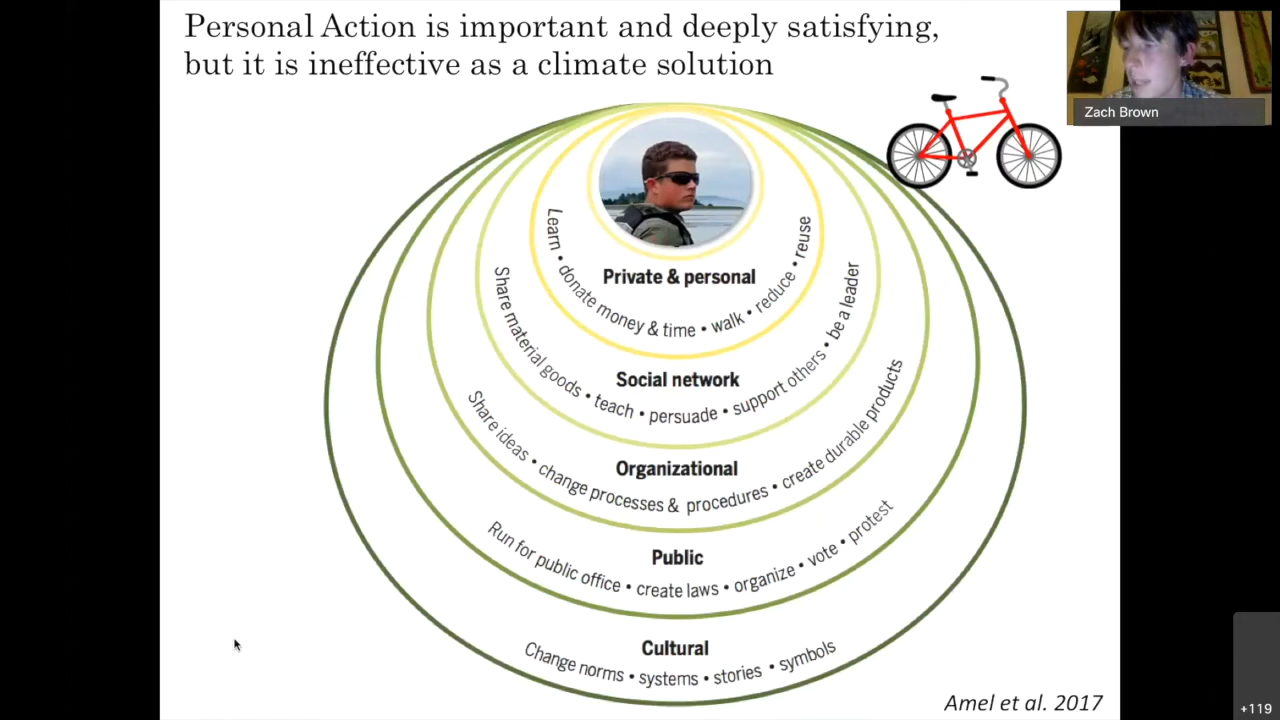 Personal Action is important and deeply satisfying,
but it is ineffective as a climate solution
Zach Brown
Private & personal
Learn • donate money & time • walk • reduce • reuse
Social network
Share material goods • teach • persuade • support others • be a leader
Organizational
Share ideas • change processes & procedures • create durable products
Public
Run for public office • create laws • organize • vote • protest
Cultural
Change norms • systems • stories • symbols
Amel et al. 2017
+119